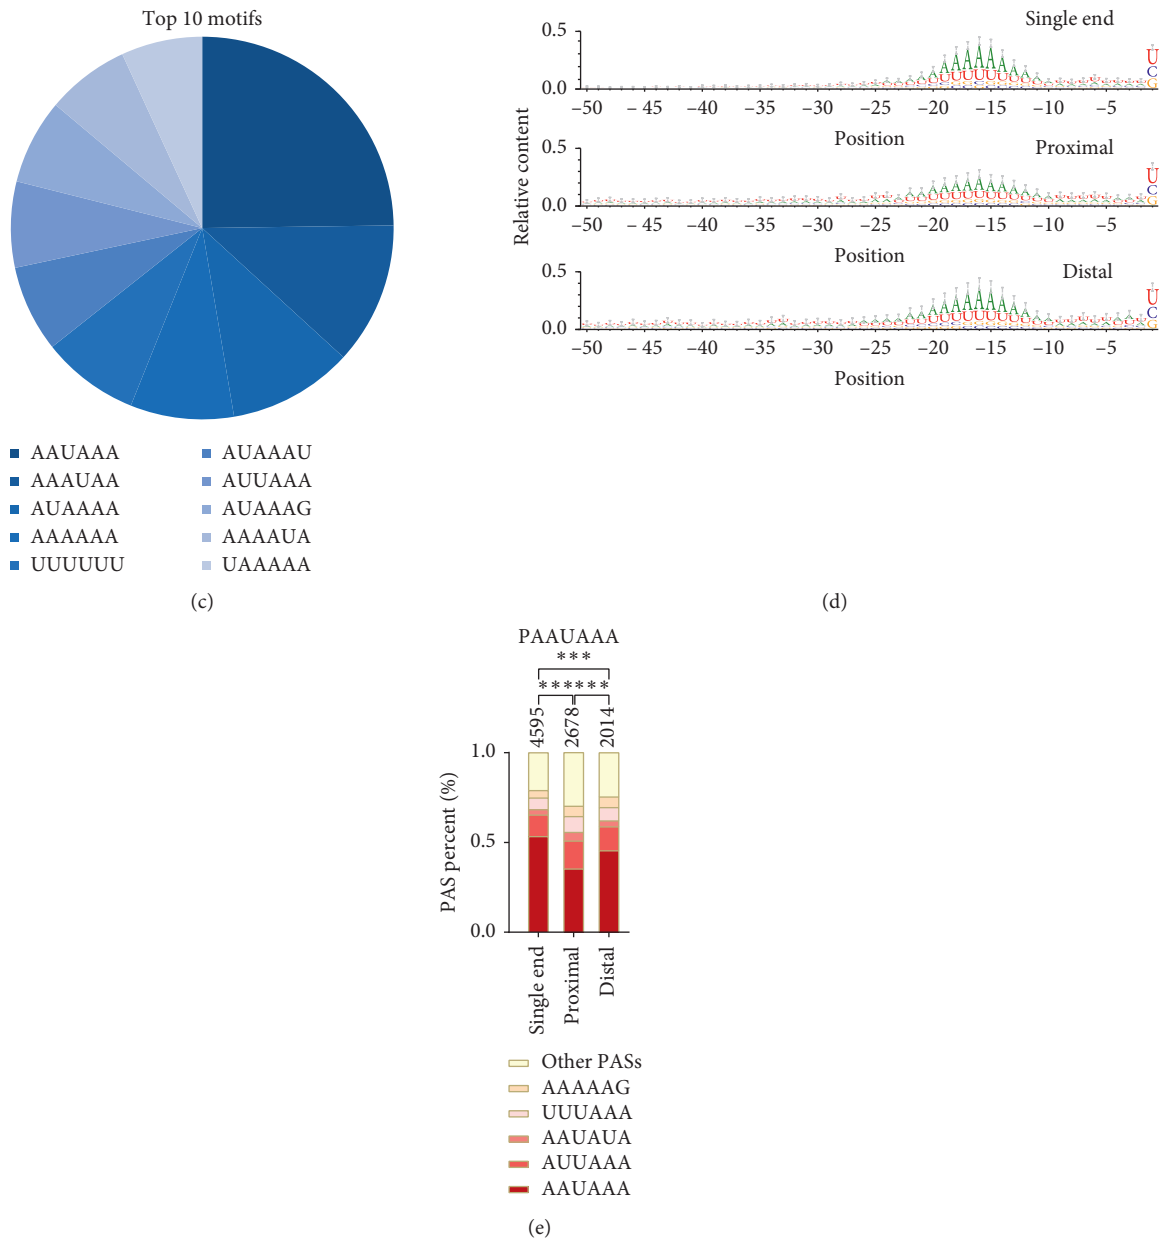 Top 10 motifs
AAUAAA
AAAUAA
AUAAAA
AAAAAA
UUUUUU
AUAAAU
AUUAAA
AUAAAG
AAAAUA
UAAAAA
(c)
Relative content
Single end
0.5
0.0
−50 −45 −40 −35 −30 −25 −20 −15 −10 −5
U
C
G
Position
Proximal
0.5
0.0
−50 −45 −40 −35 −30 −25 −20 −15 −10 −5
U
C
G
Position
Distal
0.5
0.0
−50 −45 −40 −35 −30 −25 −20 −15 −10 −5
U
C
G
Position
(d)
PAAUAAA
***
******
4595 2678 2014
PAS percent (%)
1.0
0.5
0.0
Single end
Proximal
Distal
Other PASs
AAAAAG
UUUAAA
AAUAUA
AUUAAA
AAUAAA
(e)